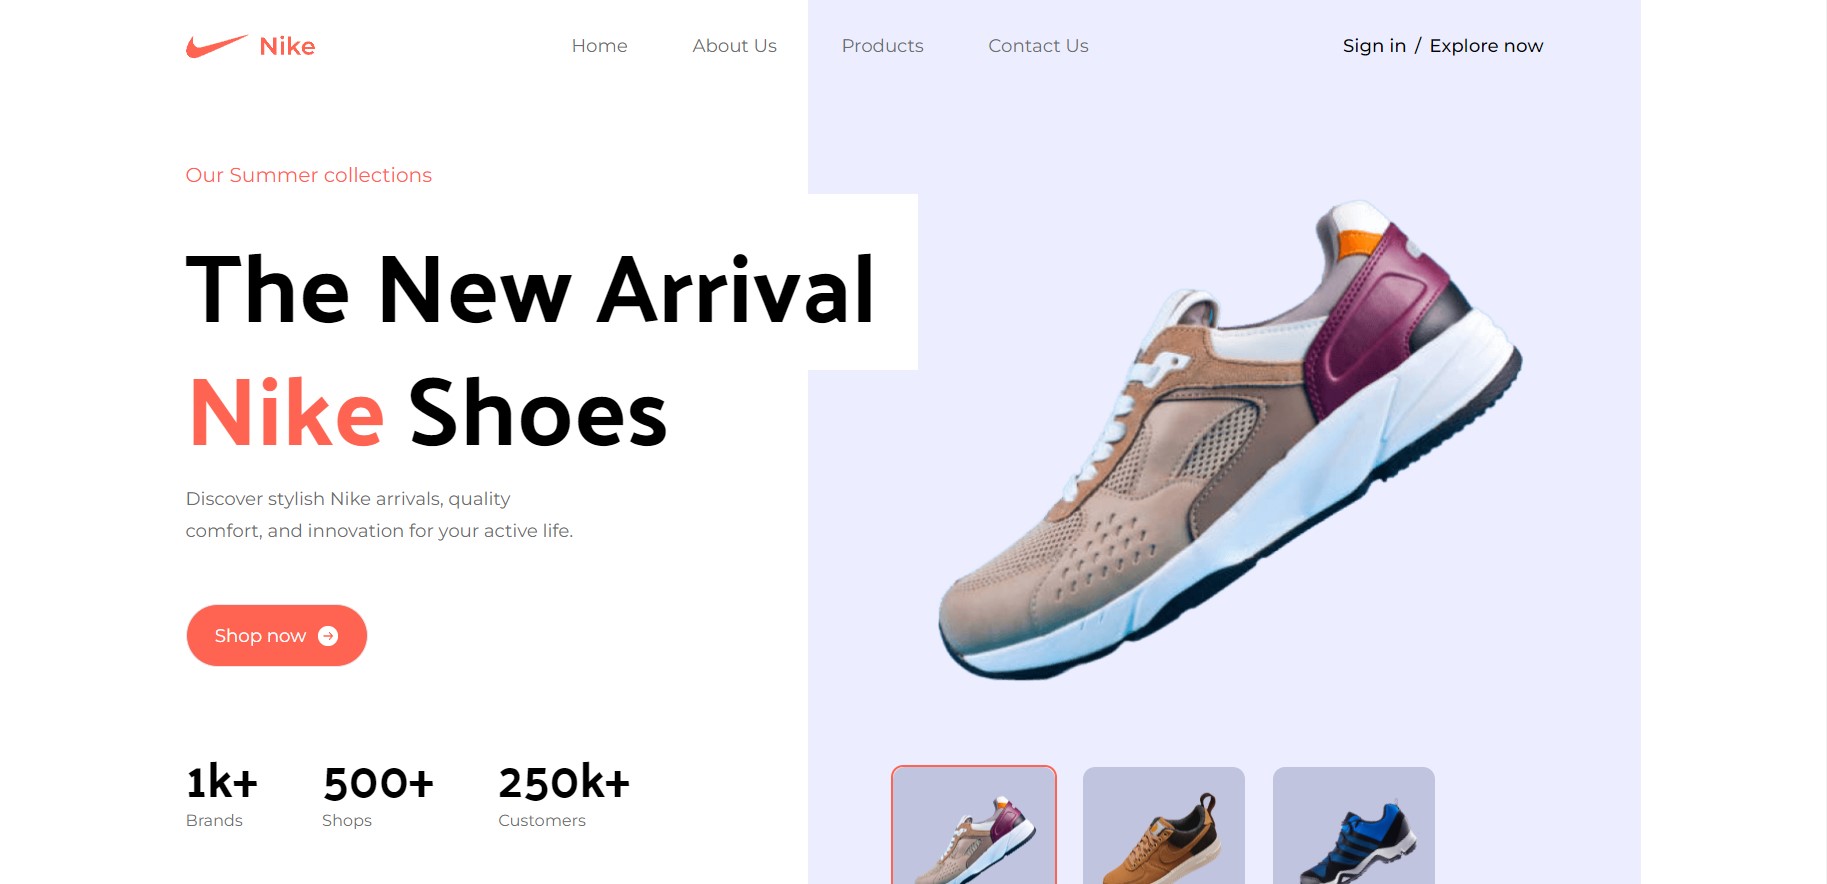 Nike
Home
About Us
Products
Contact Us
Sign in / Explore now
Our Summer collections
The New Arrival
Nike Shoes
Discover stylish Nike arrivals, quality
comfort, and innovation for your active life.
Shop now
1k+
Brands
500+
Shops
250k+
Customers